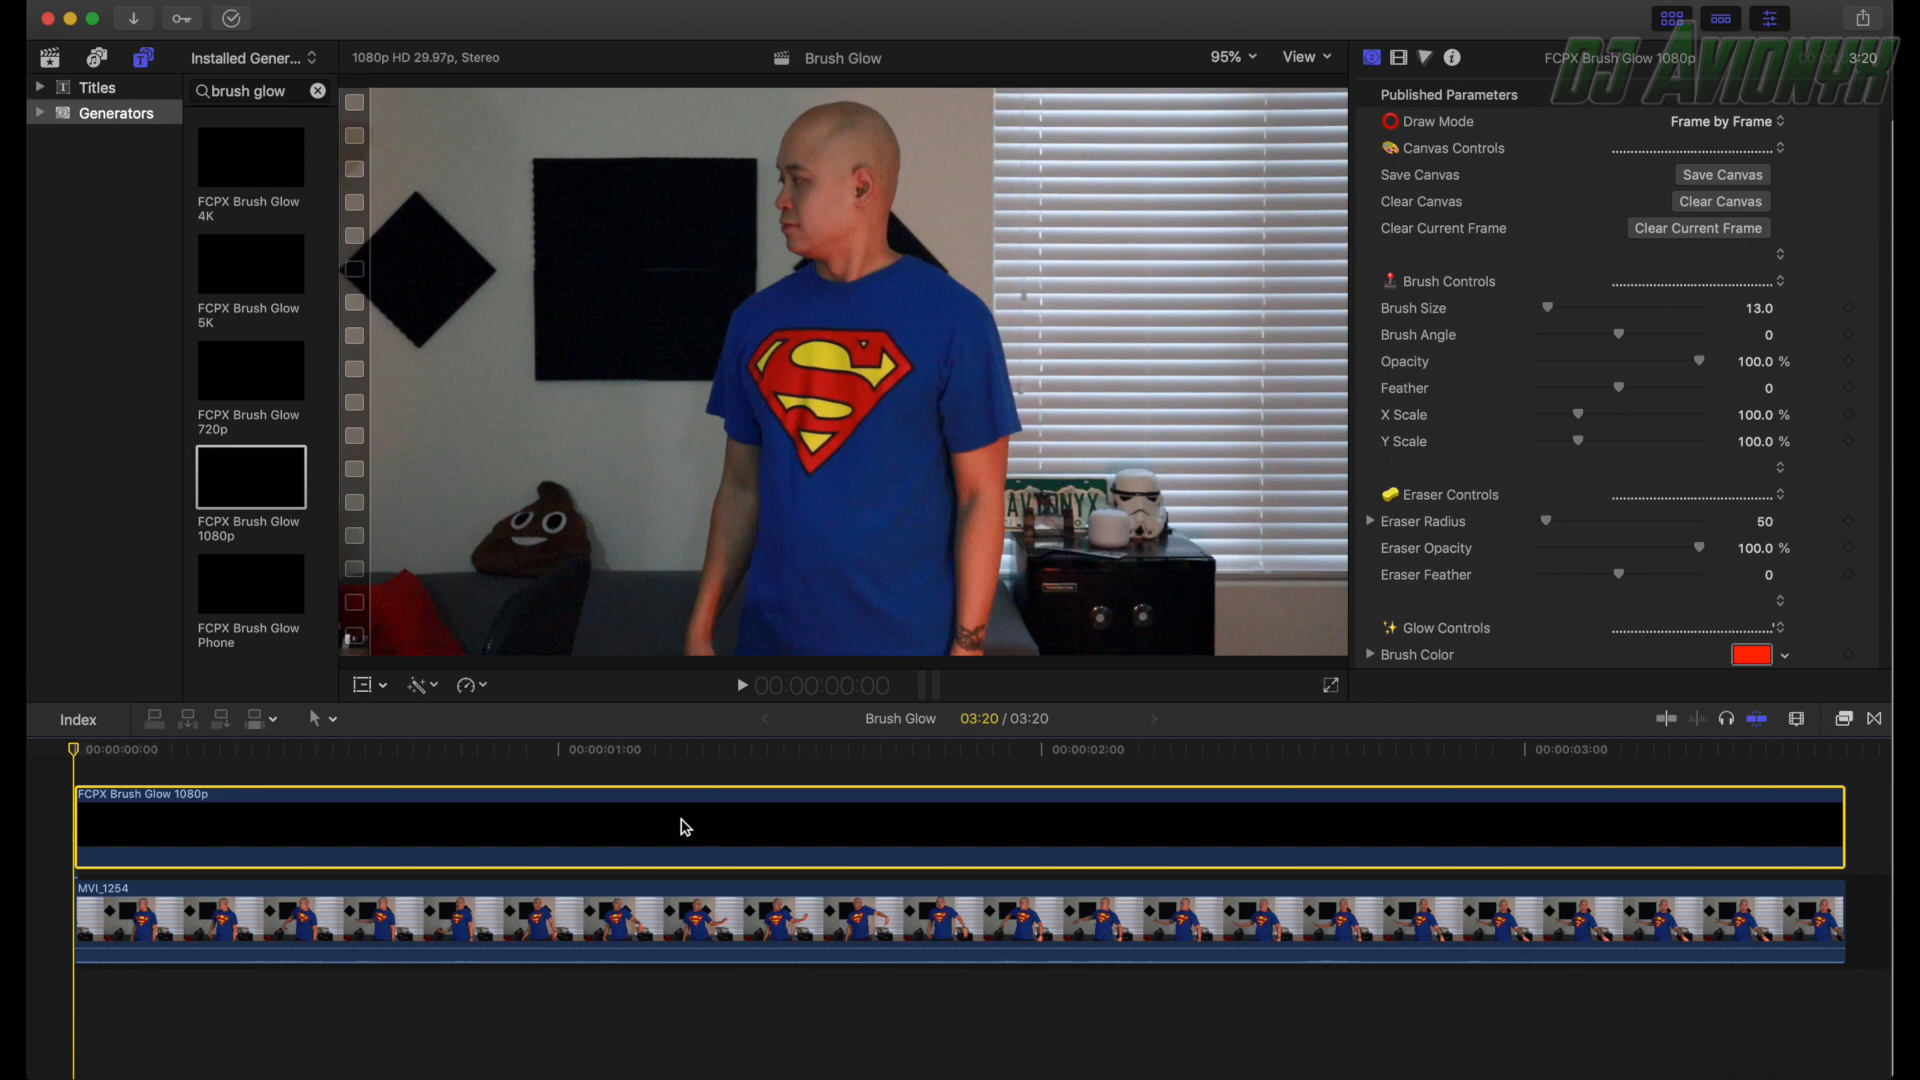 Installed Gener...
1080p HD 29.97p, Stereo
Brush Glow
95%
View
FCPX Brush Glow 1080p
3:20
DJ AVIONYX
Titles
Generators
brush glow
FCPX Brush Glow
4K
FCPX Brush Glow
5K
FCPX Brush Glow
720p
FCPX Brush Glow
1080p
FCPX Brush Glow
Phone
AVIONYX
Published Parameters
Draw Mode
Frame by Frame
Canvas Controls
Save Canvas
Save Canvas
Clear Canvas
Clear Canvas
Clear Current Frame
Clear Current Frame
Brush Controls
Brush Size
13.0
Brush Angle
0
Opacity
100.0 %
Feather
0
X Scale
100.0 %
Y Scale
100.0 %
Eraser Controls
Eraser Radius
50
Eraser Opacity
100.0 %
Eraser Feather
0
Glow Controls
Brush Color
00:00:00:00
Index
Brush Glow
03:20 / 03:20
00:00:00:00
00:00:01:00
00:00:02:00
00:00:03:00
FCPX Brush Glow 1080p
MVI_1254